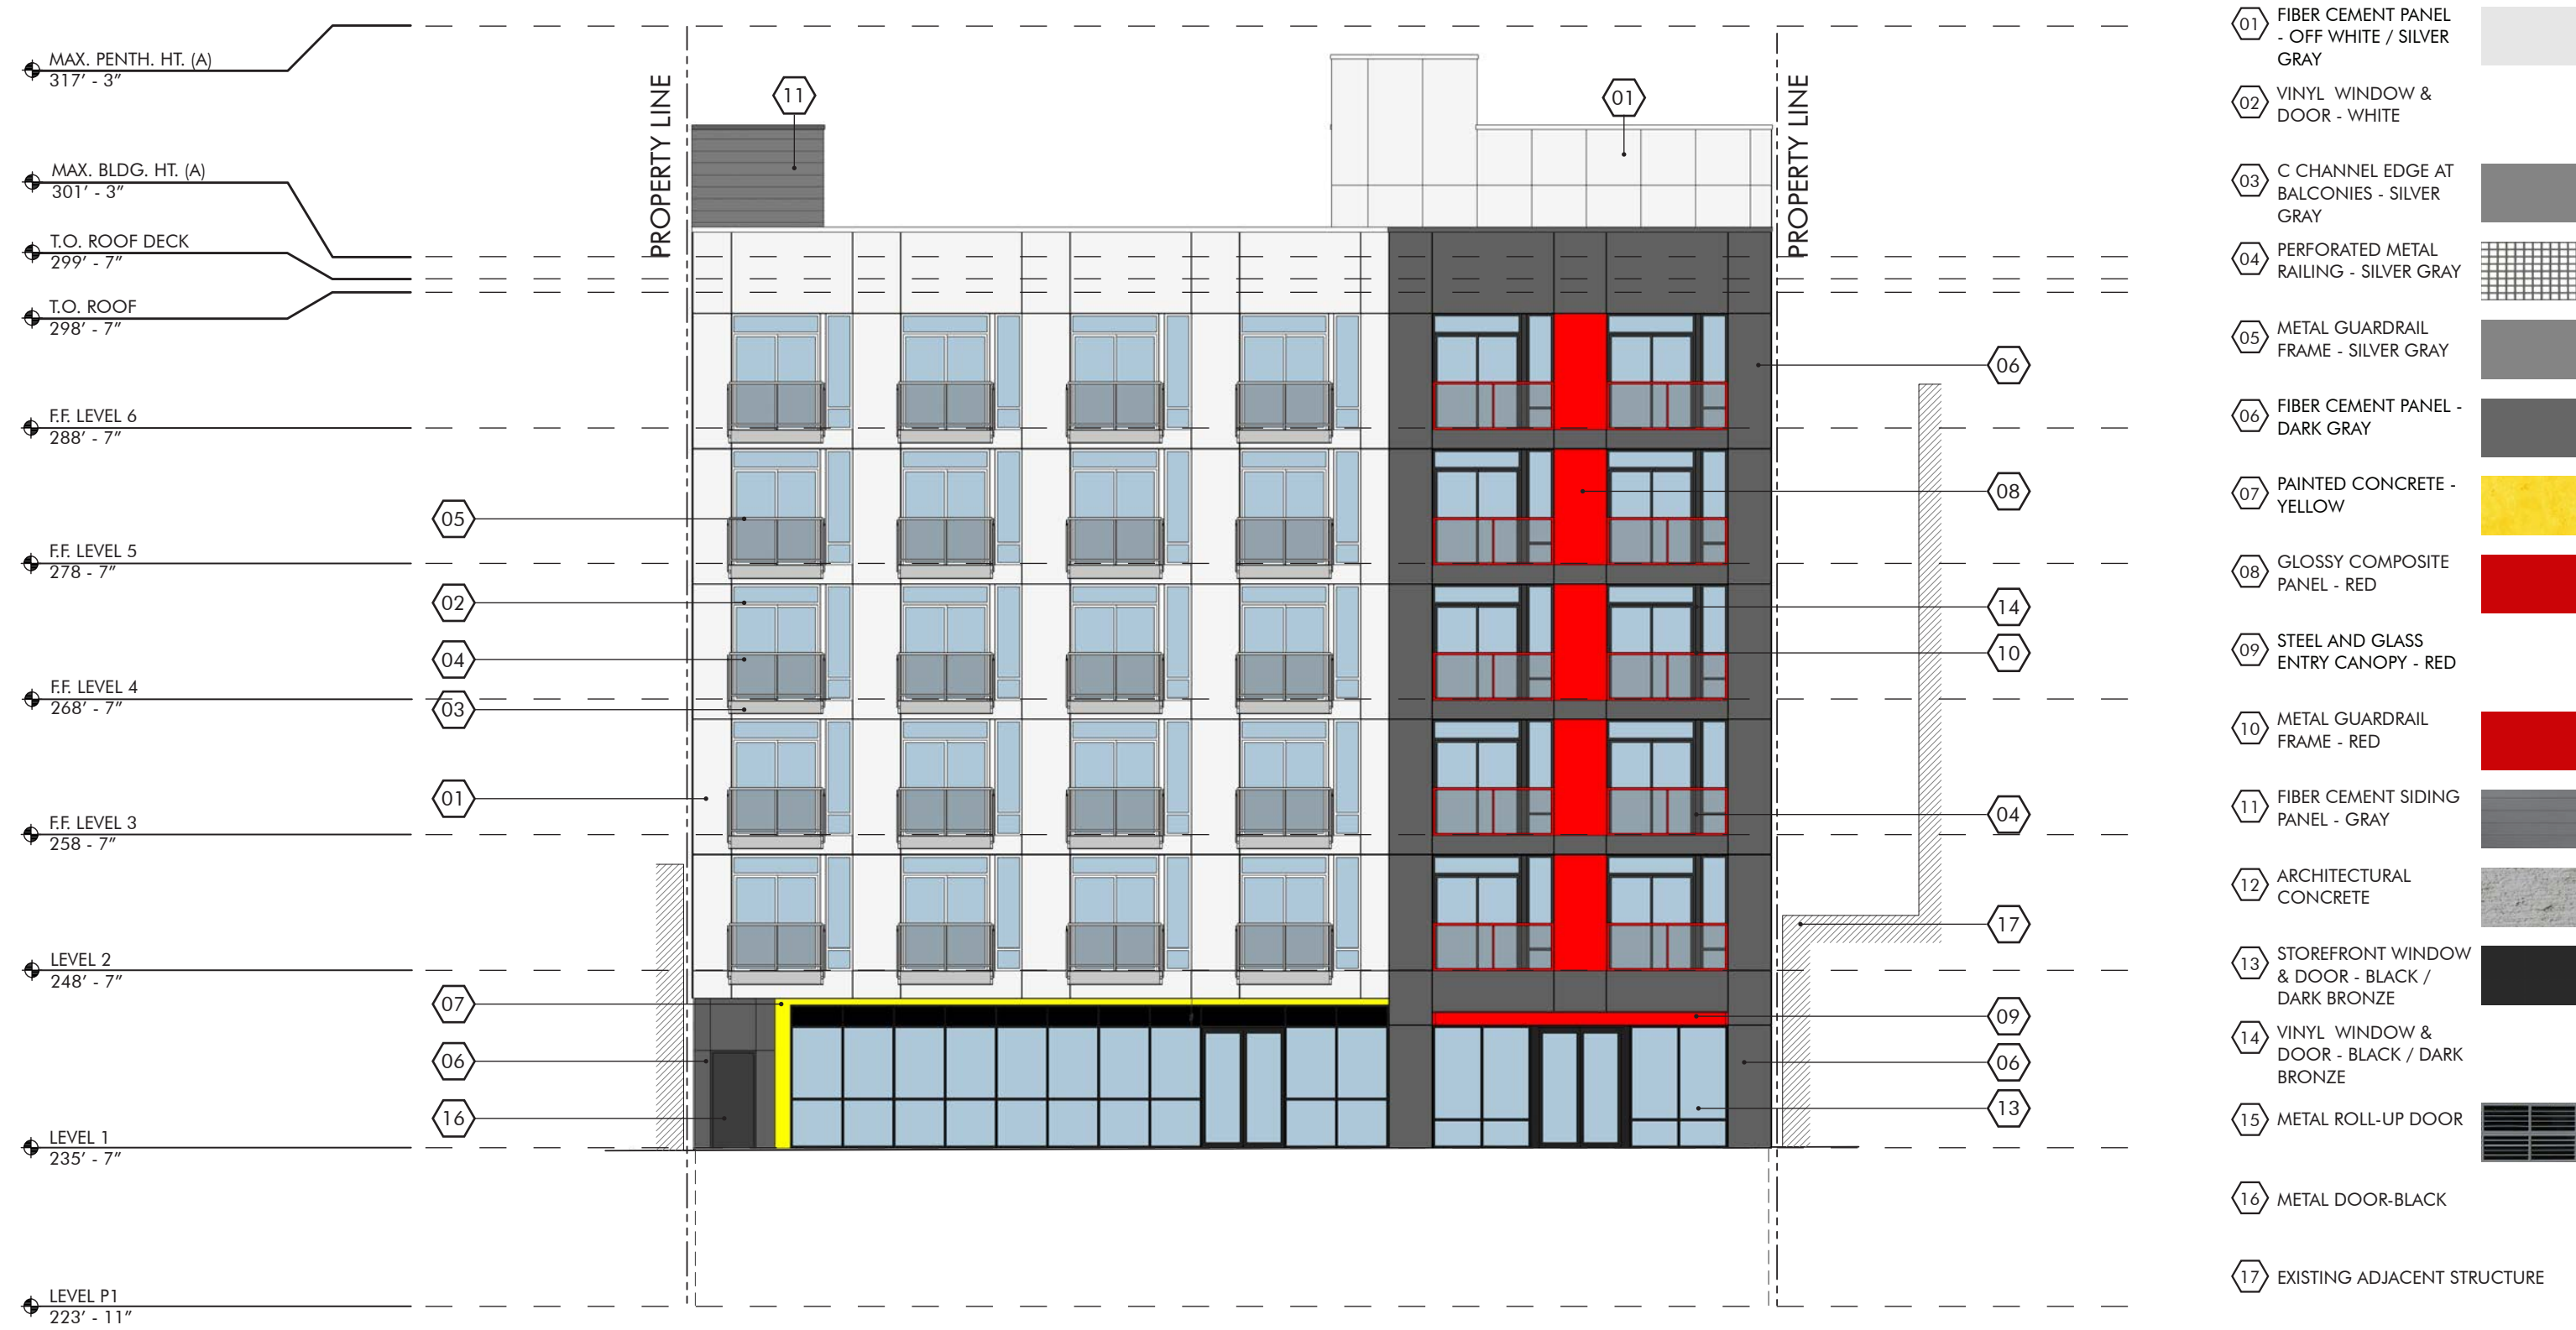 MAX. PENTH. HT. (A)
317' - 3"
MAX. BLDG. HT. (A)
301' - 3"
T.O. ROOF DECK
299' - 7"
T.O. ROOF
298' - 7"
F.F. LEVEL 6
288' - 7"
F.F. LEVEL 5
278 - 7"
F.F. LEVEL 4
268' - 7"
F.F. LEVEL 3
258 - 7"
LEVEL 2
248' - 7"
LEVEL 1
235' - 7"
LEVEL P1
223' - 11"
05
02
04
03
01
07
06
16
PROPERTY LINE
11
01
PROPERTY LINE
06
08
14
10
04
17
09
06
13
01 FIBER CEMENT PANEL
- OFF WHITE / SILVER
GRAY
02 VINYL WINDOW &
DOOR - WHITE
03 C CHANNEL EDGE AT
BALCONIES - SILVER
GRAY
04 PERFORATED METAL
RAILING - SILVER GRAY
05 METAL GUARDRAIL
FRAME - SILVER GRAY
06 FIBER CEMENT PANEL -
DARK GRAY
07 PAINTED CONCRETE -
YELLOW
08 GLOSSY COMPOSITE
PANEL - RED
09 STEEL AND GLASS
ENTRY CANOPY - RED
10 METAL GUARDRAIL
FRAME - RED
11 FIBER CEMENT SIDING
PANEL - GRAY
12 ARCHITECTURAL
CONCRETE
13 STOREFRONT WINDOW
& DOOR - BLACK /
DARK BRONZE
14 VINYL WINDOW &
DOOR - BLACK / DARK
BRONZE
15 METAL ROLL-UP DOOR
16 METAL DOOR-BLACK
17 EXISTING ADJACENT STRUCTURE